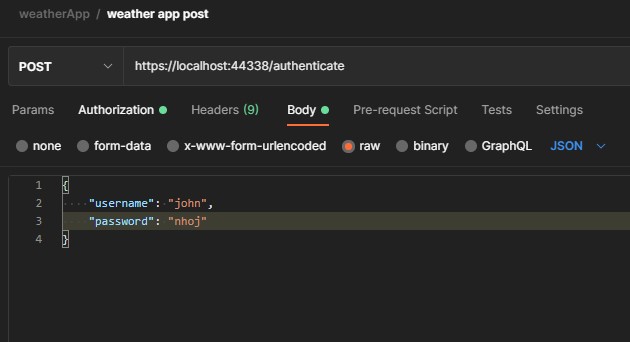 weatherApp / weather app post
POST https://localhost:44338/authenticate
Params Authorization Headers (9) Body Pre-request Script Tests Settings
none form-data x-www-form-urlencoded raw binary GraphQL JSON
1 {
2 "username": "john",
3 "password": "nhoj"
4 }